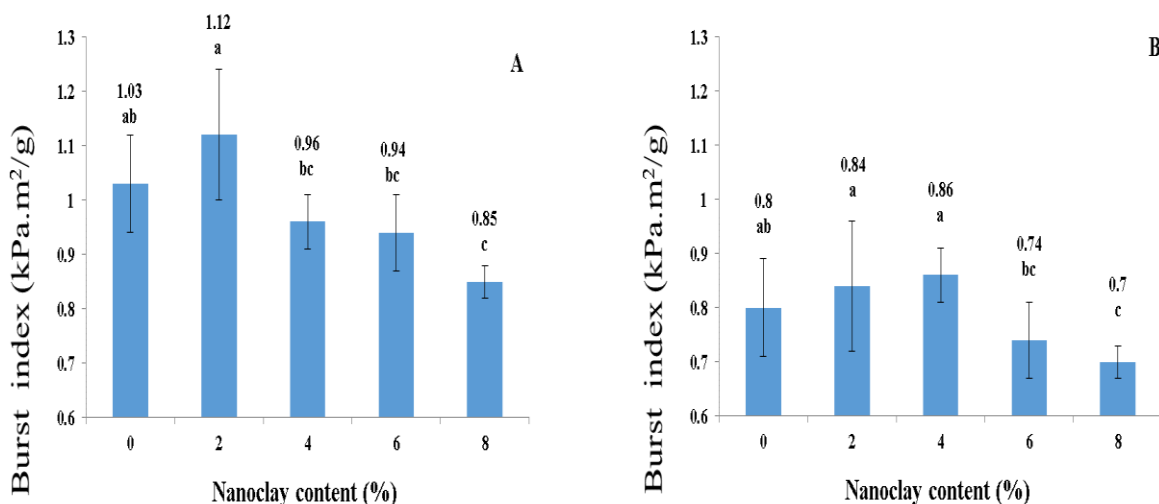 A
Burst index (kPa.m²/g)
1.3
1.2
1.1
1
0.9
0.8
0.7
0.6
1.03
ab
1.12
a
0.96
bc
0.94
bc
0.85
c
0 2 4 6 8
Nanoclay content (%)
B
Burst index (kPa.m²/g)
1.3
1.2
1.1
1
0.9
0.8
0.7
0.6
0.8
ab
0.84
a
0.86
a
0.74
bc
0.7
c
0 2 4 6 8
Nanoclay content (%)